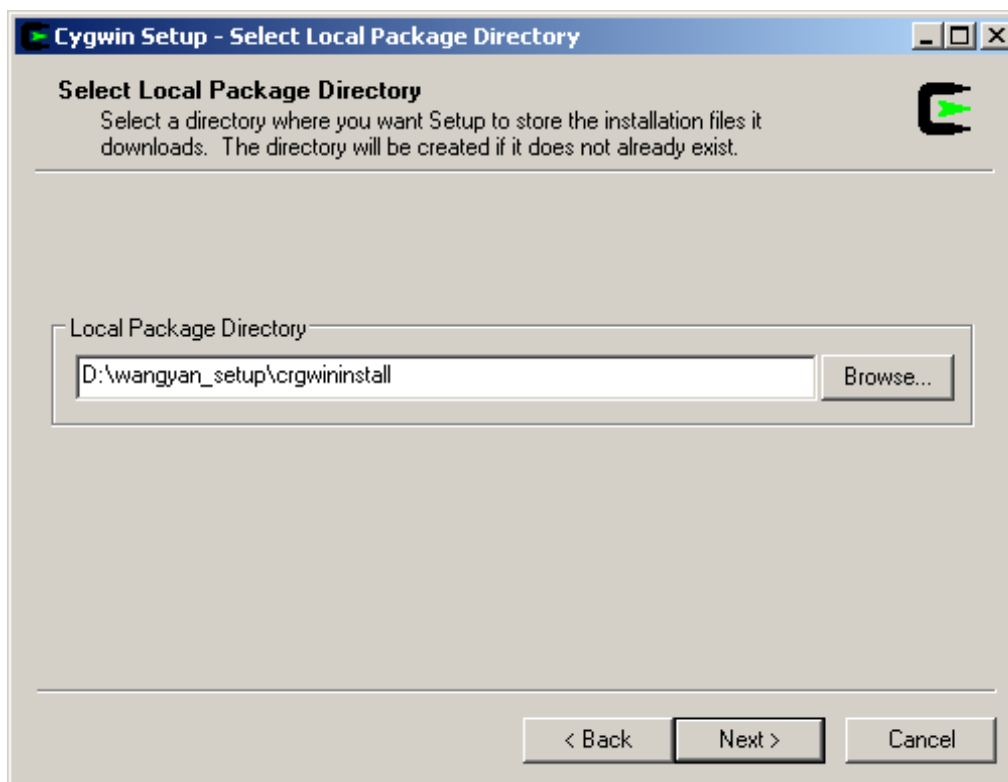 Cygwin Setup - Select Local Package Directory
Select Local Package Directory
Select a directory where you want Setup to store the installation files it
downloads.  The directory will be created if it does not already exist.
Local Package Directory
D:\wangyan_setup\crgwininstall
Browse...
< Back
Next >
Cancel